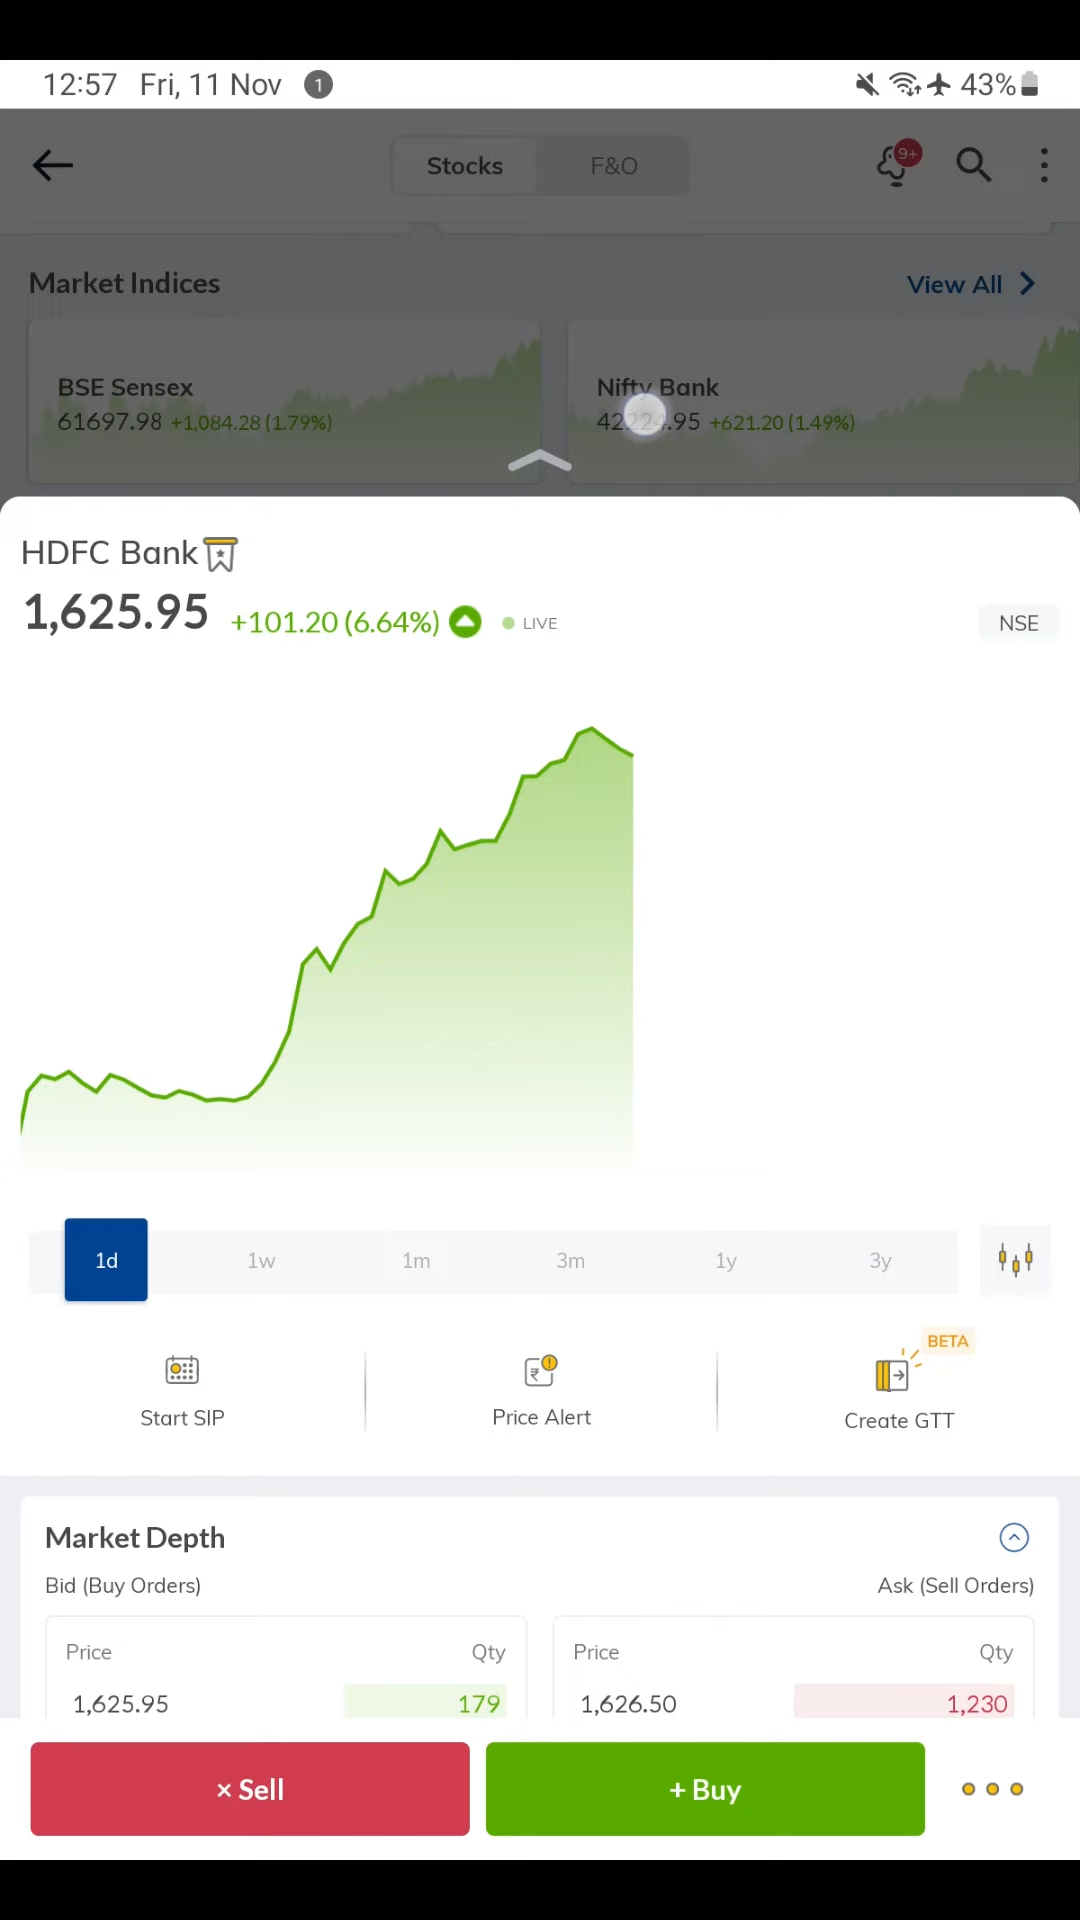 12:57 Fri, 11 Nov 1 43%
Stocks F&O 9+
Market Indices View All
BSE Sensex
61697.98 +1,084.28 (1.79%)
Nifty Bank
42224.95 +621.20 (1.49%)
HDFC Bank
1,625.95 +101.20 (6.64%) LIVE NSE
1d 1w 1m 3m 1y 3y
BETA
Start SIP Price Alert Create GTT
Market Depth
Bid (Buy Orders) Ask (Sell Orders)
Price Qty Price Qty
1,625.95 179 1,626.50 1,230
× Sell + Buy